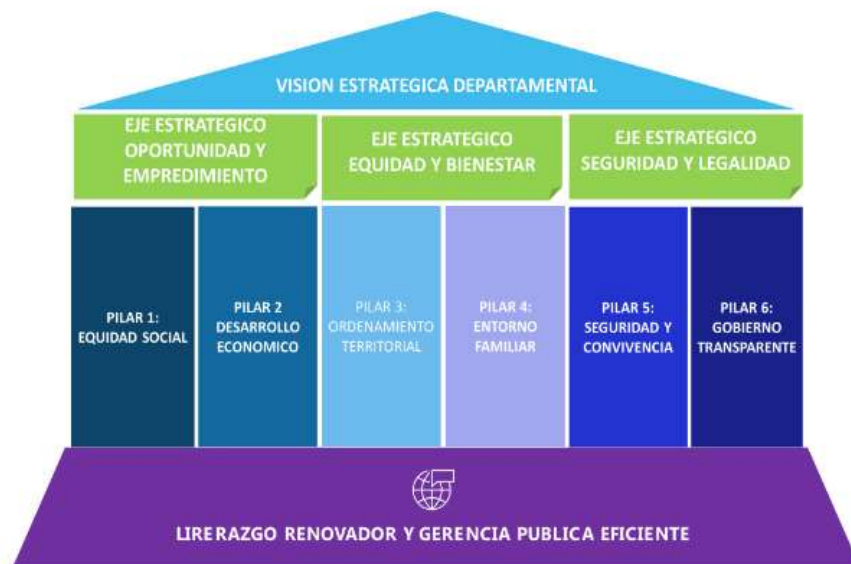 VISION ESTRATEGICA DEPARTAMENTAL
EJE ESTRATEGICO
OPORTUNIDAD Y
EMPREDIMIENTO
EJE ESTRATEGICO
EQUIDAD Y BIENESTAR
EJE ESTRATEGICO
SEGURIDAD Y LEGALIDAD
PILAR 1:
EQUIDAD SOCIAL
PILAR 2
DESARROLLO
ECONOMICO
PILAR 3:
ORDENAMIENTO
TERRITORIAL
PILAR 4:
ENTORNO
FAMILIAR
PILAR 5:
SEGURIDAD Y
CONVIVENCIA
PILAR 6:
GOBIERNO
TRANSPARENTE
LIRERAZGO RENOVADOR Y GERENCIA PUBLICA EFICIENTE